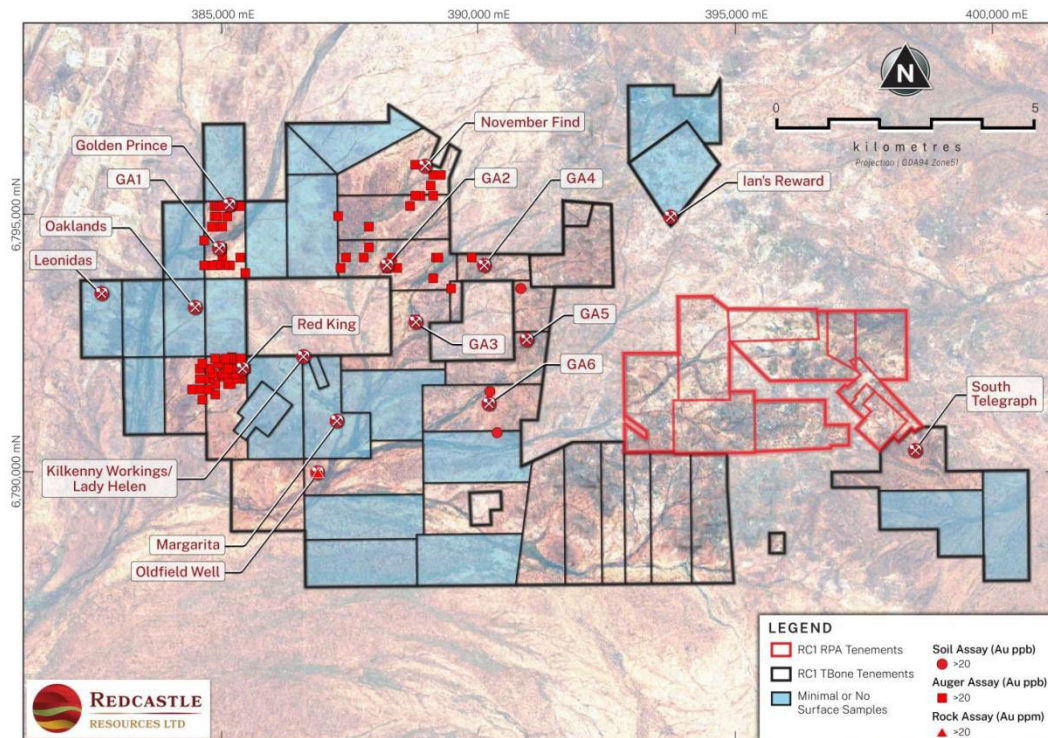 385,000 mE
390,000 mE
395,000 mE
400,000 mE
6,795,000 mN
6,790,000 mN
N
0
5
kilometres
Projection | GDA94 Zone51
November Find
Golden Prince
GA1
GA2
GA4
Ian's Reward
Oaklands
Leonidas
Red King
GA3
GA5
GA6
South
Telegraph
Kilkenny Workings/
Lady Helen
Margarita
Oldfield Well
LEGEND
RC1 RPA Tenements
RC1 TBone Tenements
Minimal or No
Surface Samples
Soil Assay (Au ppb)
>20
Auger Assay (Au ppb)
>20
Rock Assay (Au ppm)
>20
REDCASTLE
RESOURCES LTD